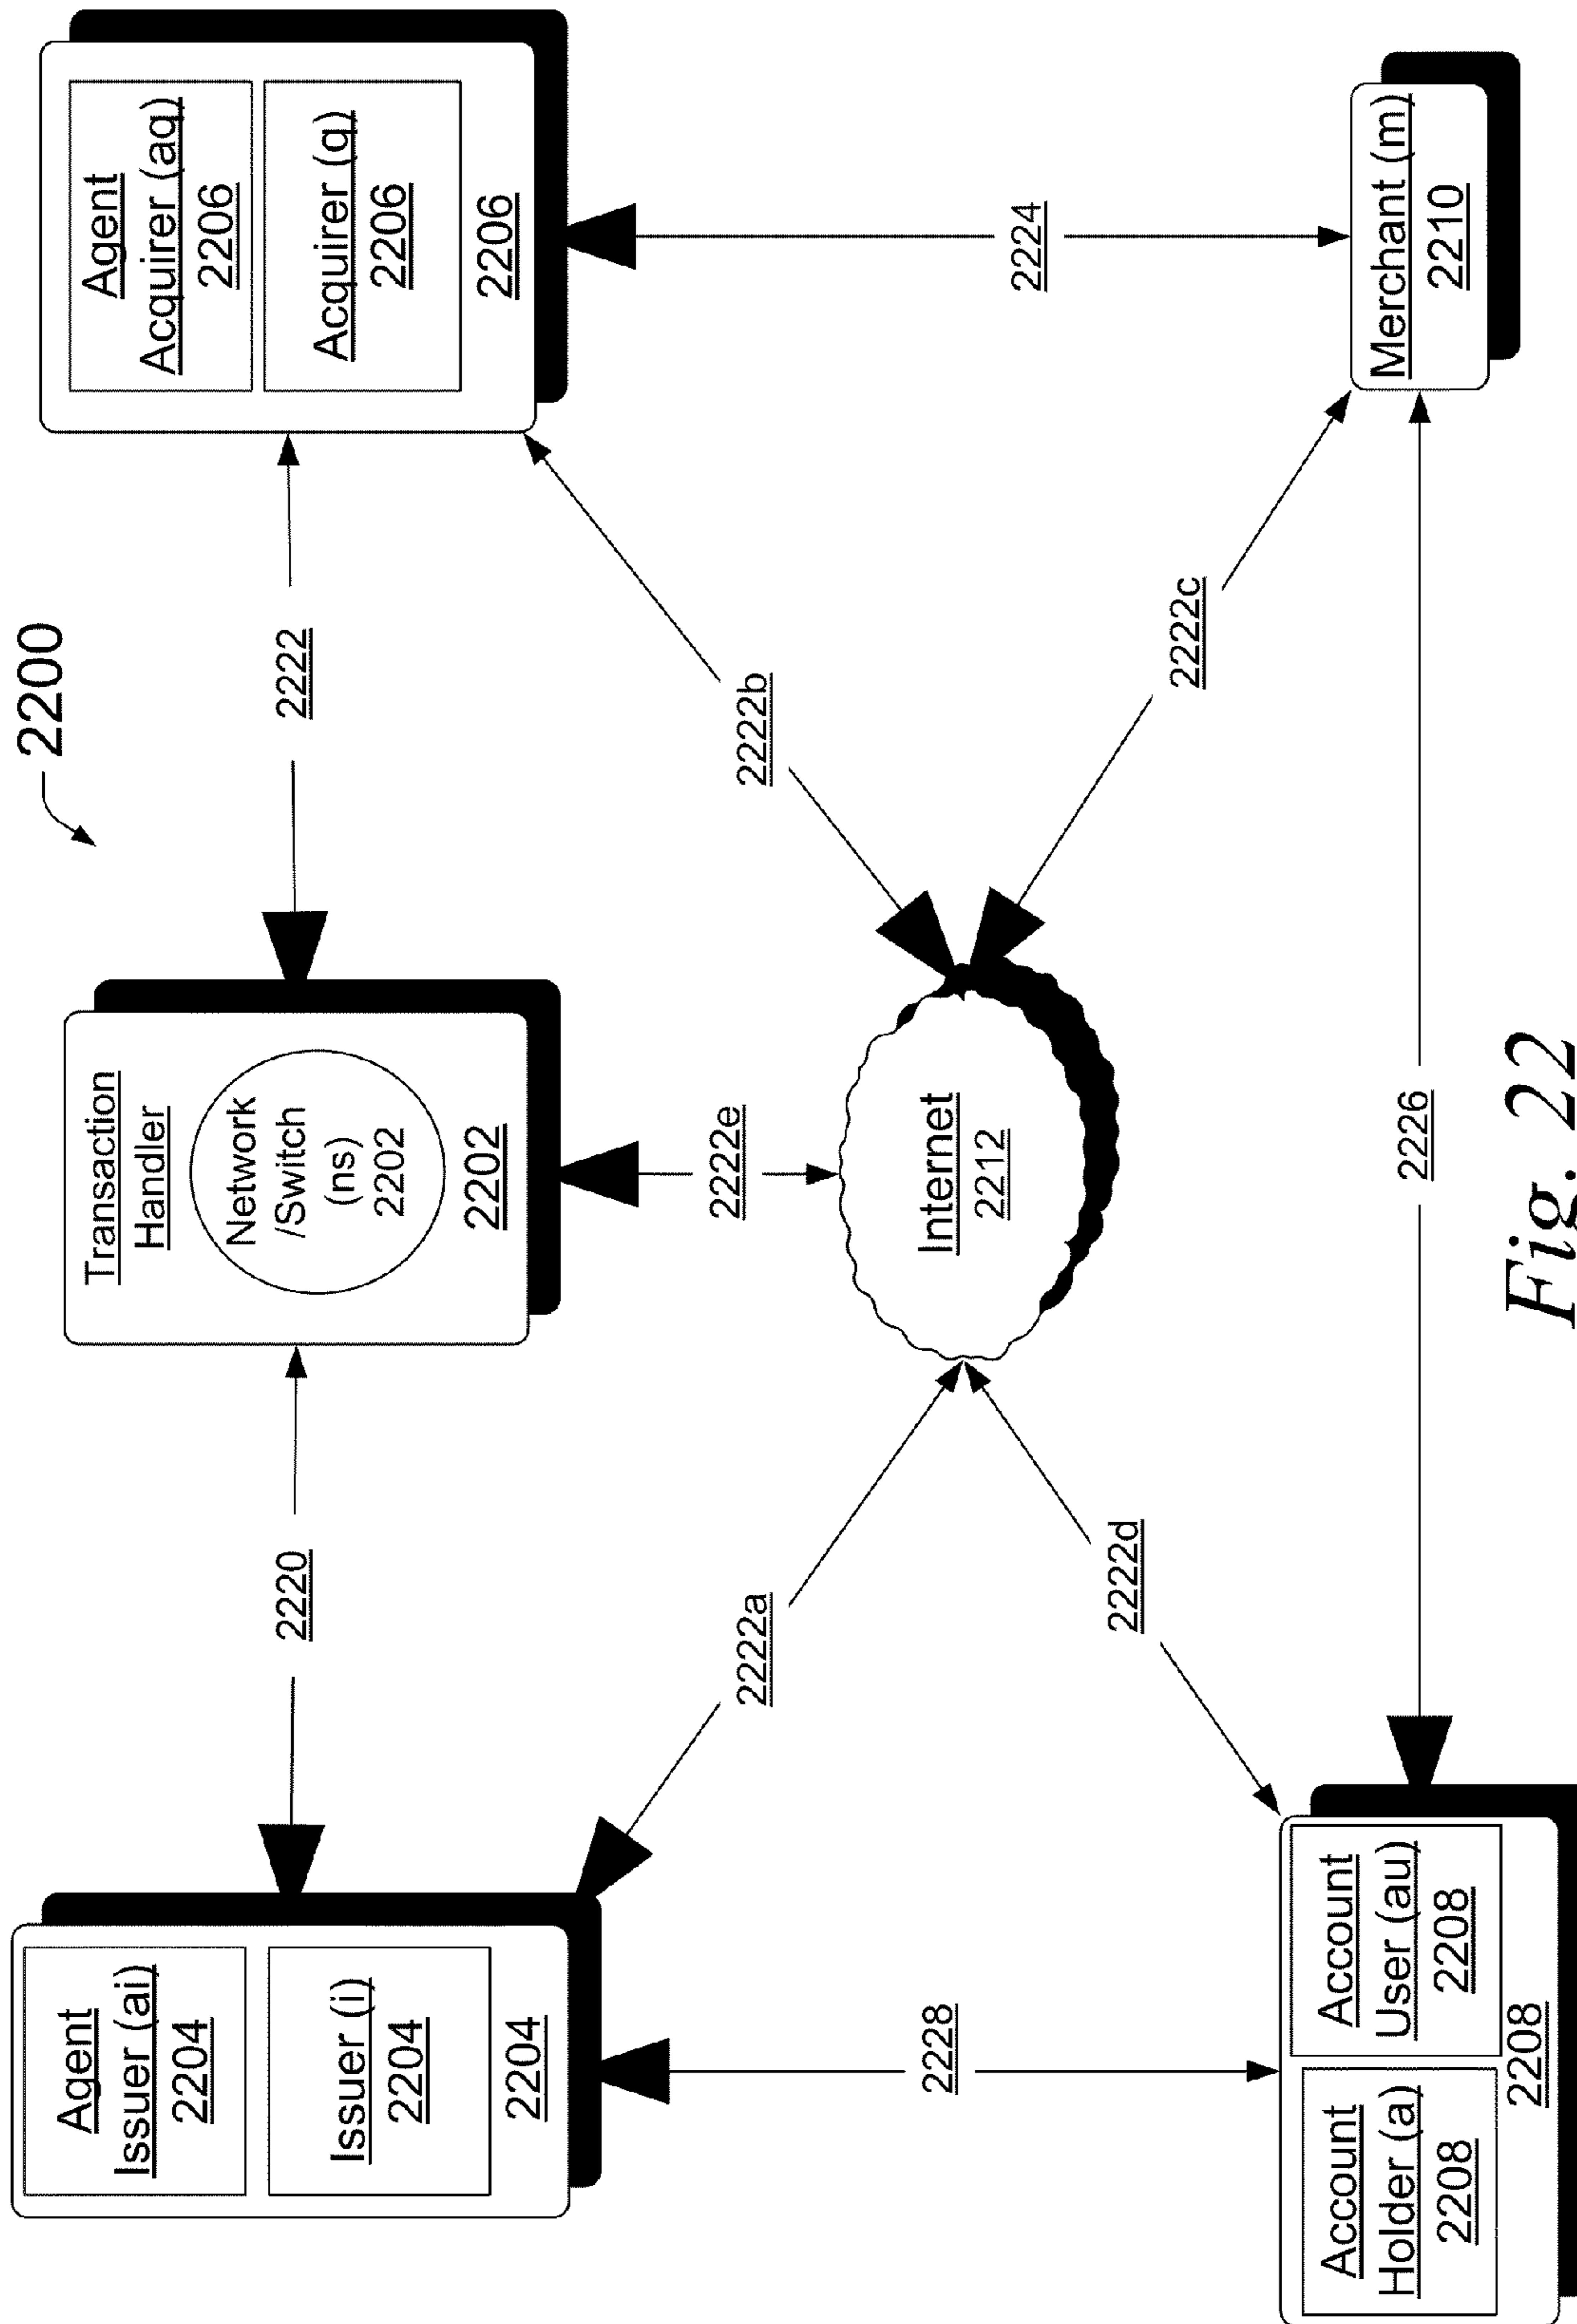 2200
Agent
Issuer (ai)
2204
Issuer (i)
2204
2204
2220
Transaction
Handler
Network
/Switch
(ns)
2202
2202
2222
Agent
Acquirer (aq)
2206
Acquirer (q)
2206
2206
2222a
2222e
2222b
2228
Internet
2212
2224
2222d
2222c
Account
Holder (a)
2208
Account
User (au)
2208
2208
2226
Merchant (m)
2210
Fig. 22